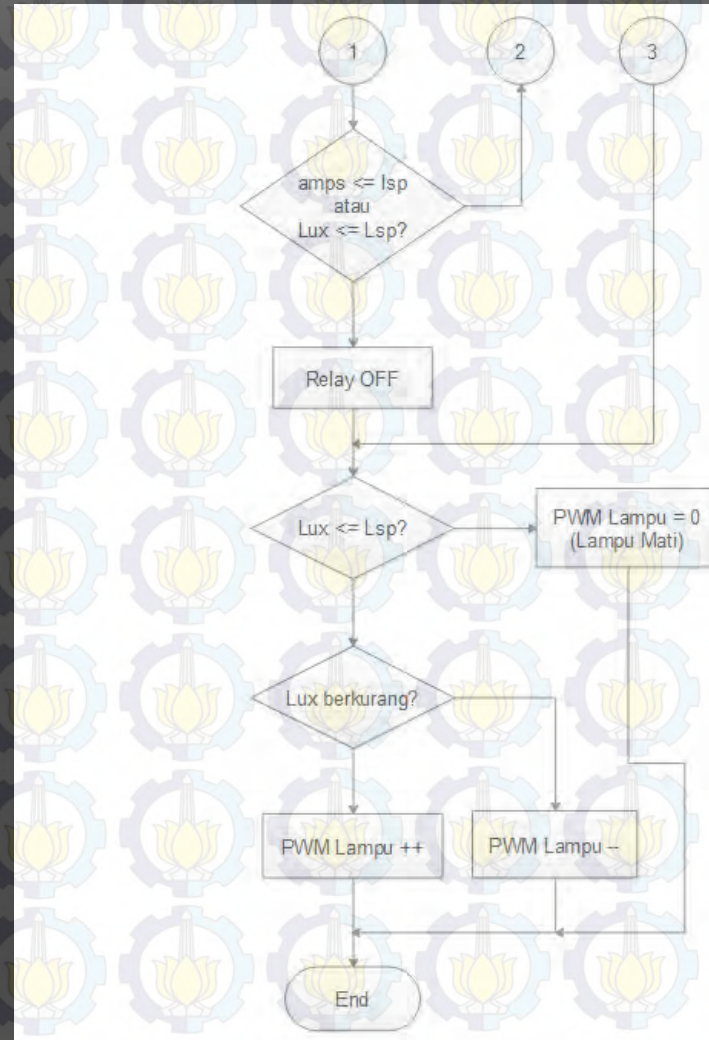 1
2
3
amps <= Isp
atau
Lux <= Lsp?
Relay OFF
Lux <= Lsp?
PWM Lampu = 0
(Lampu Mati)
Lux berkurang?
PWM Lampu ++
PWM Lampu --
End